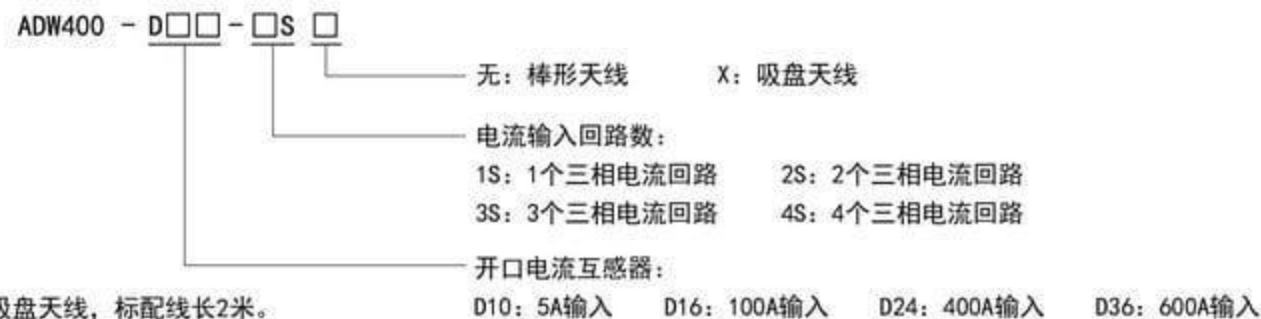 ADW400 - D□□ - □S □
无：棒形天线 X：吸盘天线
电流输入回路数：
1S：1个三相电流回路 2S：2个三相电流回路
3S：3个三相电流回路 4S：4个三相电流回路
开口电流互感器：
吸盘天线，标配线长2米。 D10：5A输入 D16：100A输入 D24：400A输入 D36：600A输入